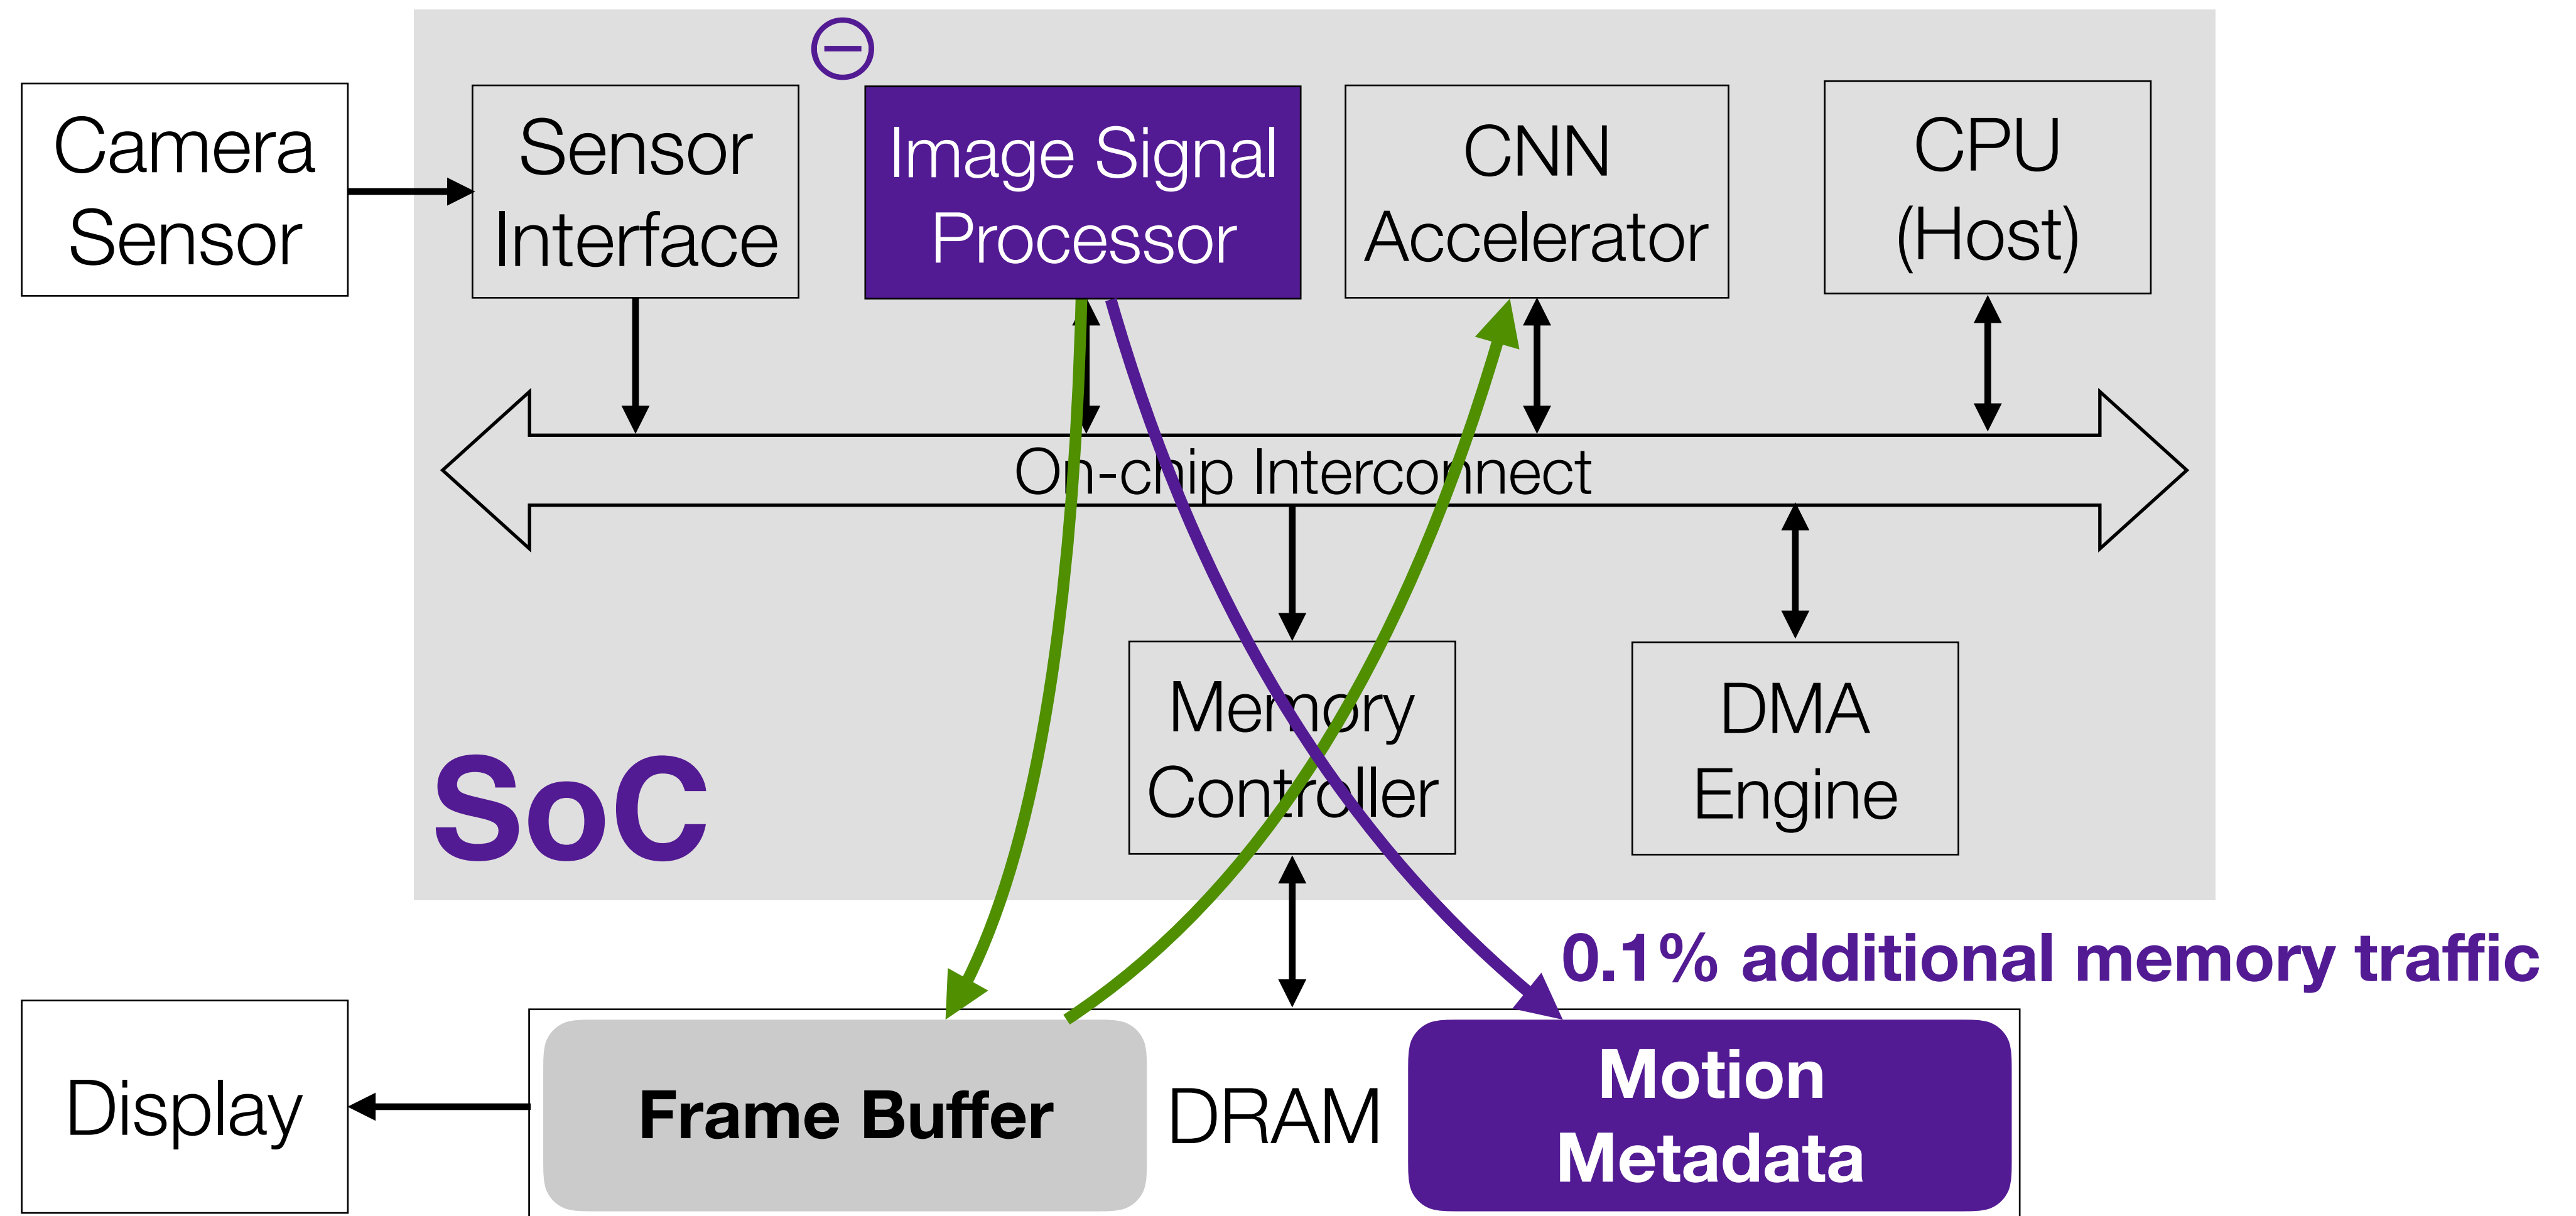 Camera
Sensor
Sensor
Interface
Image Signal
Processor
CNN
Accelerator
CPU
(Host)
On-chip Interconnect
Memory
Controller
DMA
Engine
SoC
0.1% additional memory traffic
Display
Frame Buffer
DRAM
Motion
Metadata